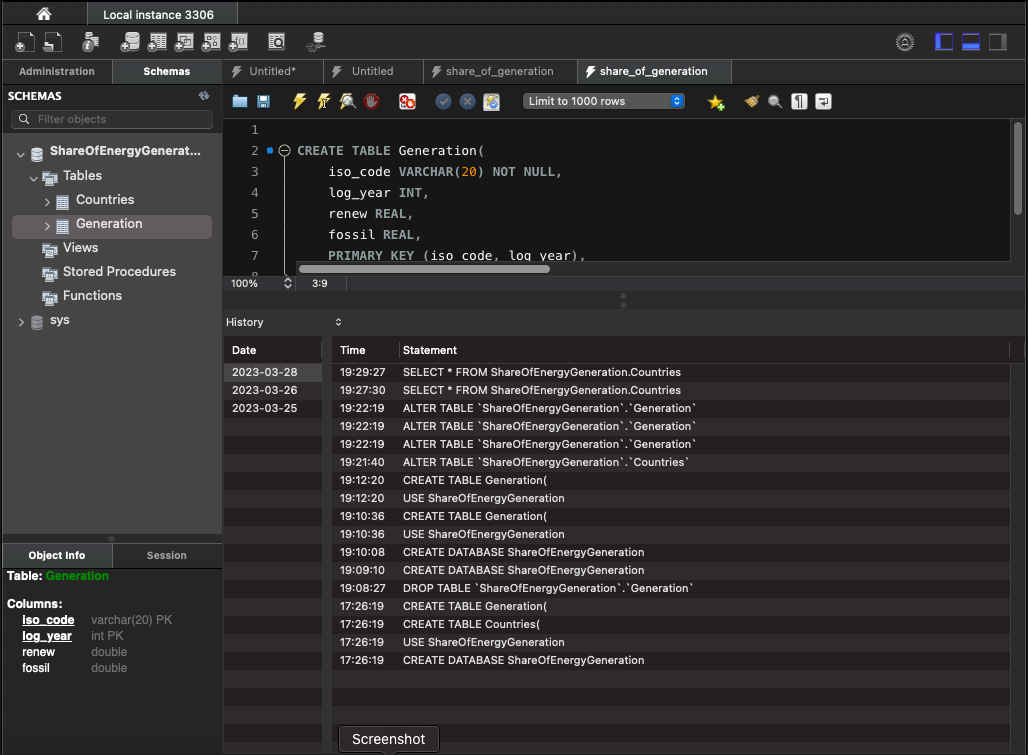 Local instance 3306
Administration
Schemas
Untitled*
Untitled
share_of_generation
share_of_generation
SCHEMAS
Filter objects
ShareOfEnergyGenerat...
Tables
Countries
Generation
Views
Stored Procedures
Functions
sys
Limit to 1000 rows
1
2 CREATE TABLE Generation(
3 iso_code VARCHAR(20) NOT NULL,
4 log_year INT,
5 renew REAL,
6 fossil REAL,
7 PRIMARY KEY (iso_code, log_year),
8
100%
3:9
History
Date
2023-03-28
2023-03-26
2023-03-25
Time Statement
19:29:27 SELECT * FROM ShareOfEnergyGeneration.Countries
19:27:30 SELECT * FROM ShareOfEnergyGeneration.Countries
19:22:19 ALTER TABLE `ShareOfEnergyGeneration`.`Generation`
19:22:19 ALTER TABLE `ShareOfEnergyGeneration`.`Generation`
19:22:19 ALTER TABLE `ShareOfEnergyGeneration`.`Generation`
19:21:40 ALTER TABLE `ShareOfEnergyGeneration`.`Countries`
19:12:20 CREATE TABLE Generation(
19:12:20 USE ShareOfEnergyGeneration
19:10:36 CREATE TABLE Generation(
19:10:36 USE ShareOfEnergyGeneration
19:10:08 CREATE DATABASE ShareOfEnergyGeneration
19:09:10 CREATE DATABASE ShareOfEnergyGeneration
19:08:27 DROP TABLE `ShareOfEnergyGeneration`.`Generation`
17:26:19 CREATE TABLE Generation(
17:26:19 CREATE TABLE Countries(
17:26:19 USE ShareOfEnergyGeneration
17:26:19 CREATE DATABASE ShareOfEnergyGeneration
Object Info
Session
Table: Generation
Columns:
iso_code varchar(20) PK
log_year int PK
renew double
fossil double
Screenshot